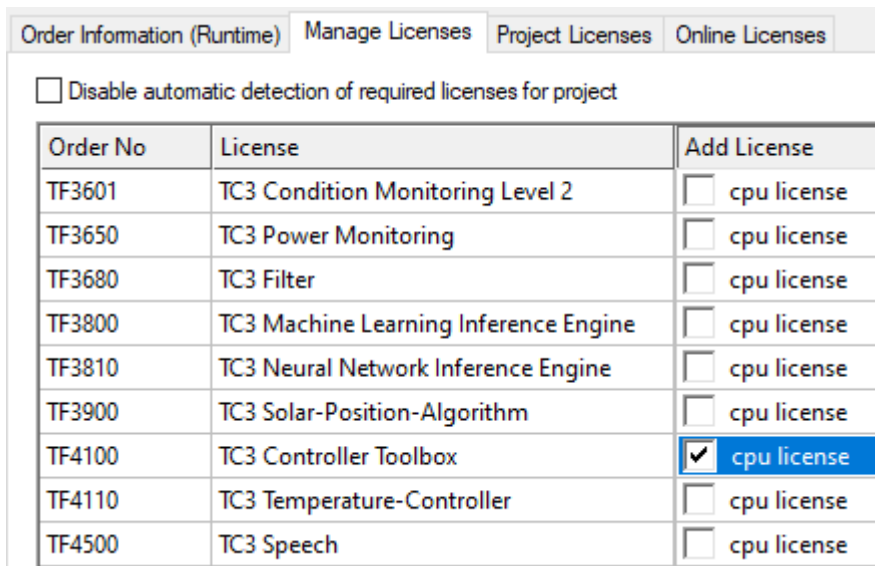 Order Information (Runtime) Manage Licenses Project Licenses Online Licenses
Disable automatic detection of required licenses for project
Order No License Add License
TF3601 TC3 Condition Monitoring Level 2 cpu license
TF3650 TC3 Power Monitoring cpu license
TF3680 TC3 Filter cpu license
TF3800 TC3 Machine Learning Inference Engine cpu license
TF3810 TC3 Neural Network Inference Engine cpu license
TF3900 TC3 Solar-Position-Algorithm cpu license
TF4100 TC3 Controller Toolbox cpu license
TF4110 TC3 Temperature-Controller cpu license
TF4500 TC3 Speech cpu license